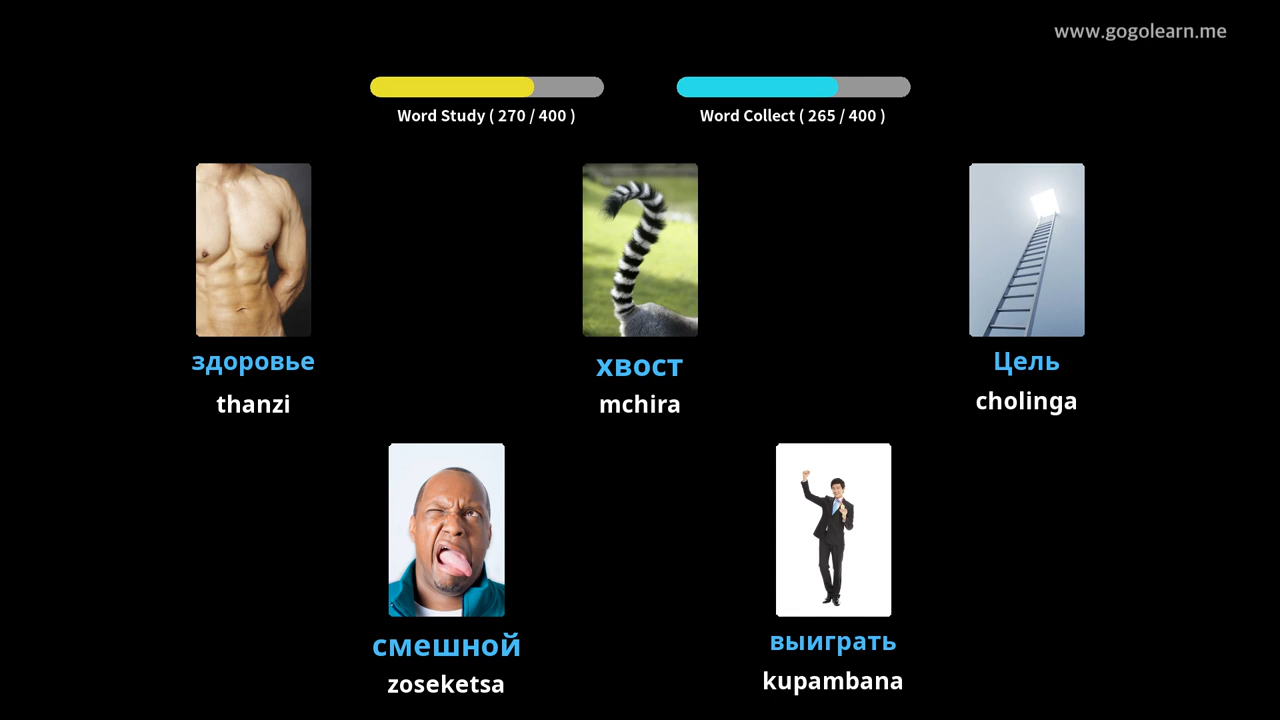 www.gogolearn.me
Word Study ( 270 / 400 )
Word Collect ( 265 / 400 )
здоровье
thanzi
хвост
mchira
Цель
cholinga
смешной
zoseketsa
выиграть
kupambana